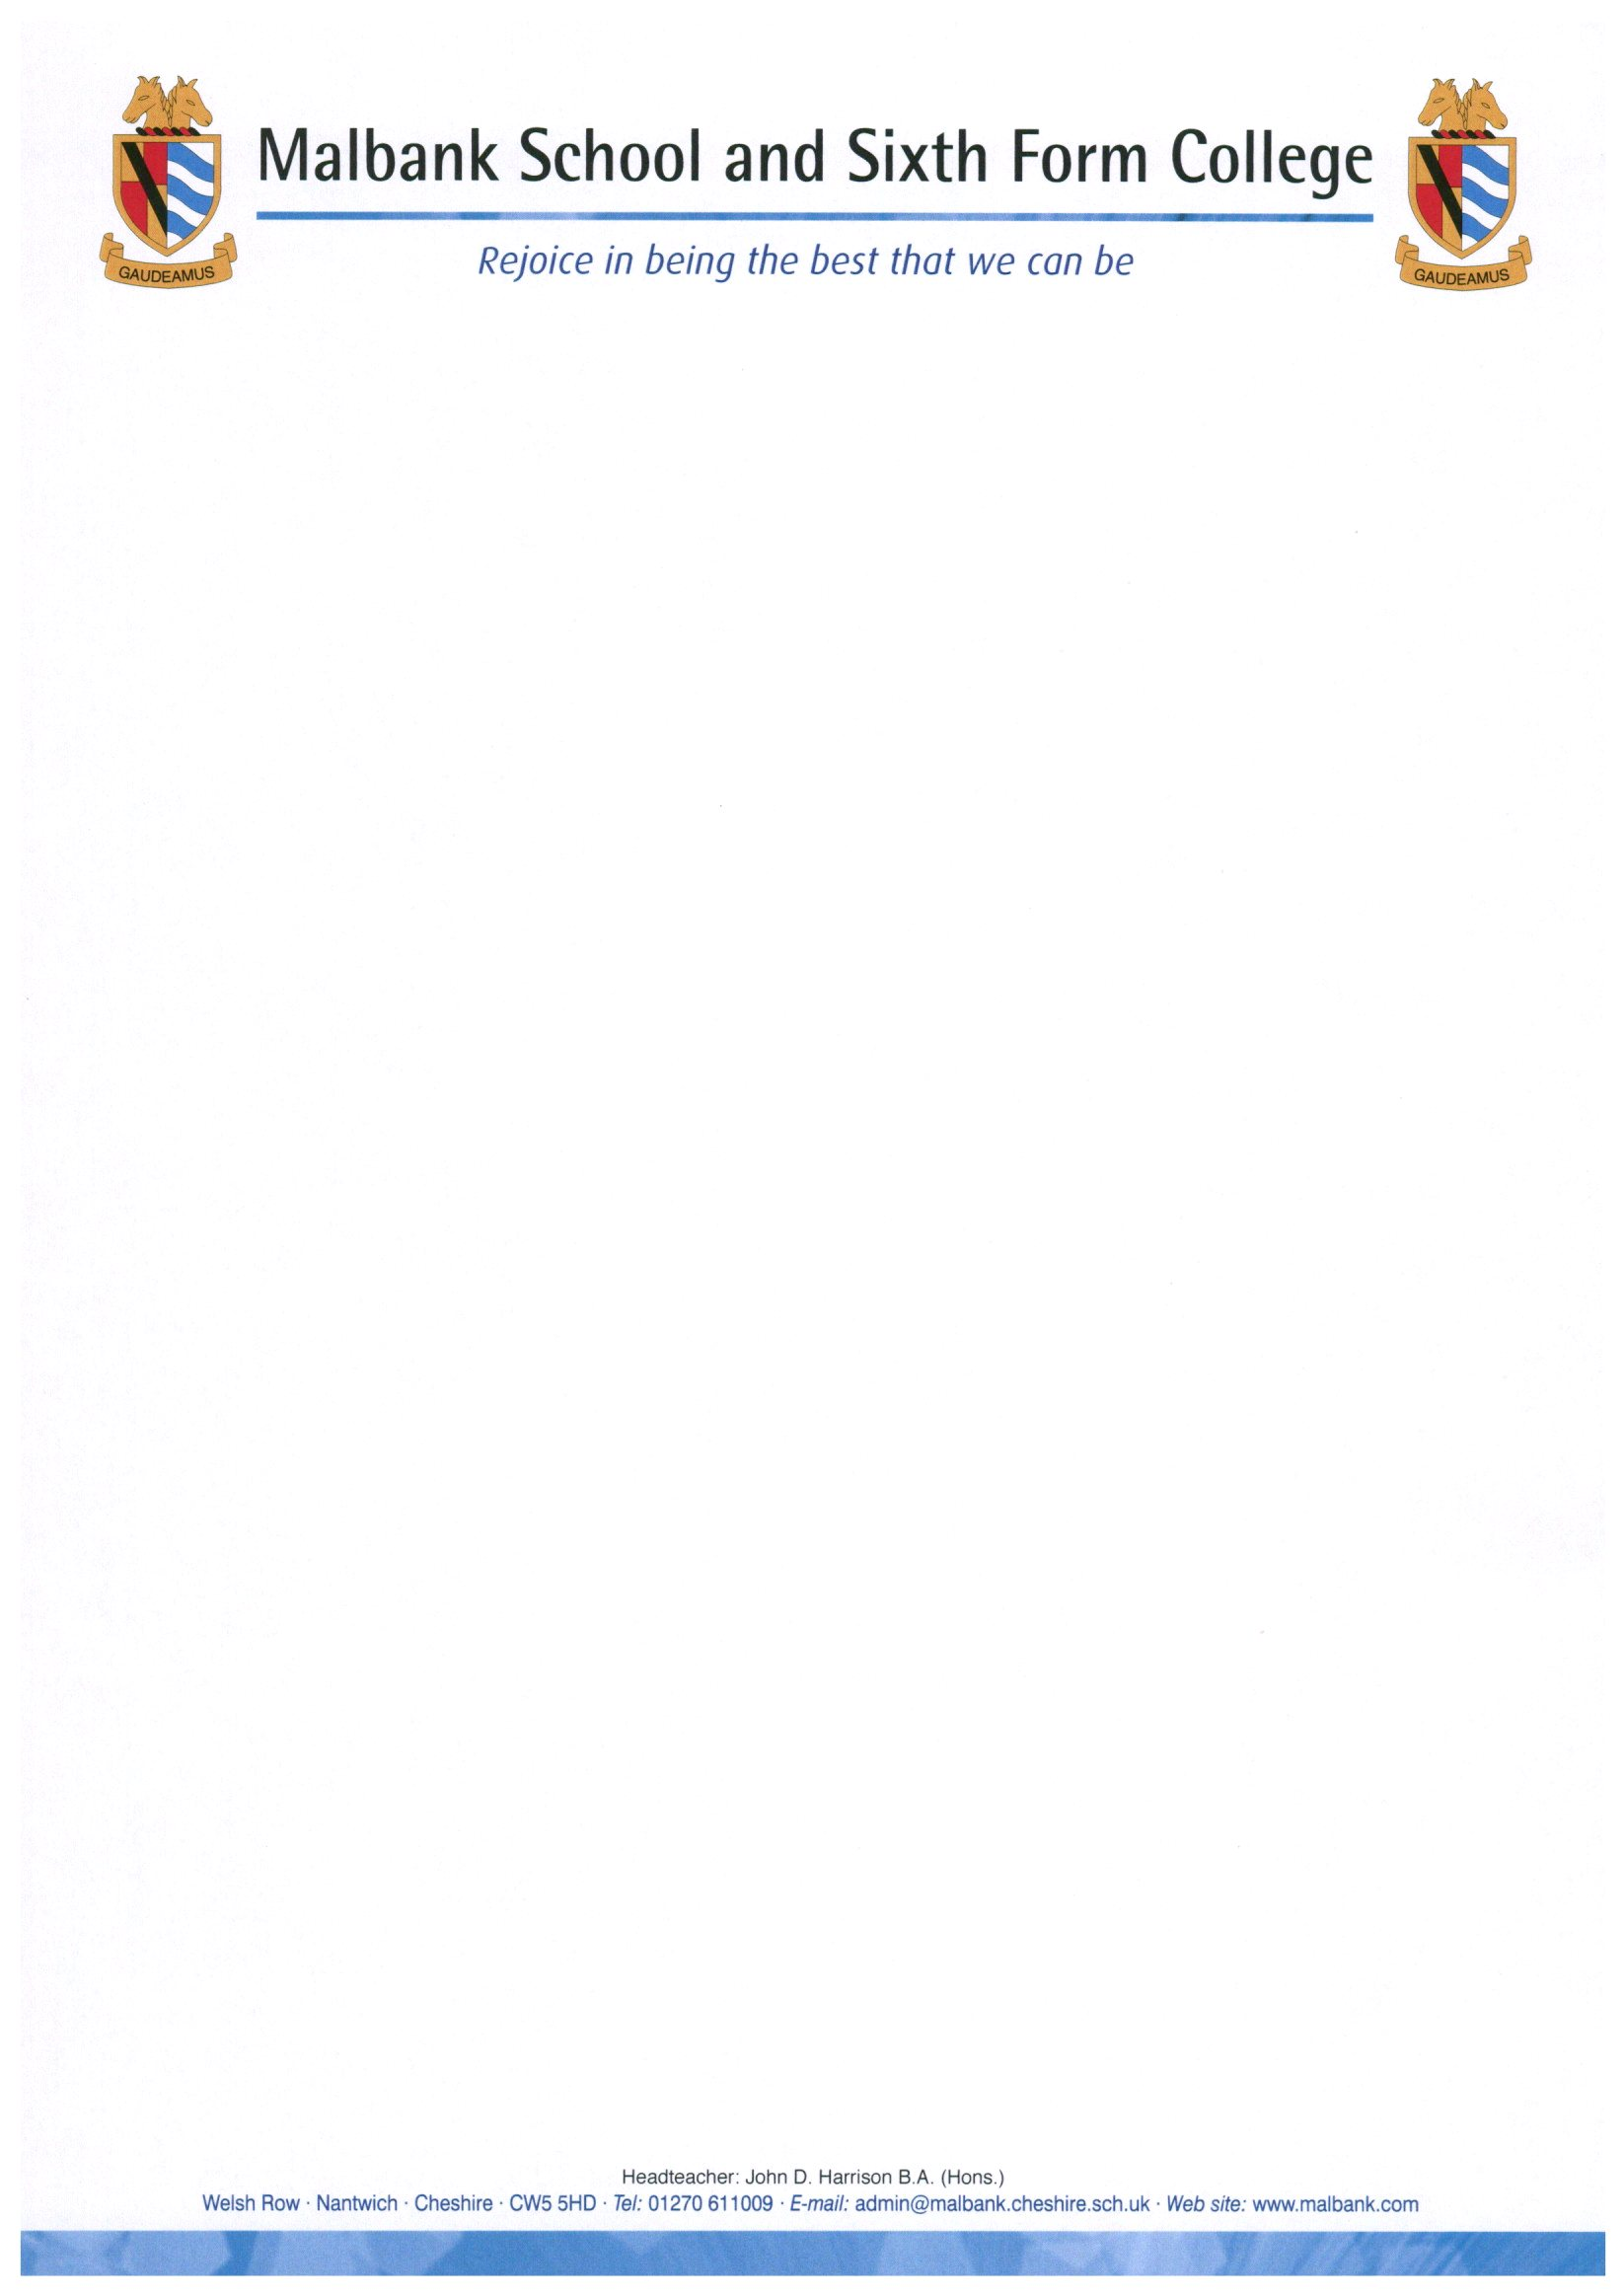 Malbank School and Sixth Form College
Rejoice in being the best that we can be
GAUDEAMUS
GAUDEAMUS
Headteacher: John D. Harrison B.A. (Hons.)
Welsh Row · Nantwich · Cheshire · CW5 5HD · Tel: 01270 611009 · E-mail: admin@malbank.cheshire.sch.uk · Web site: www.malbank.com